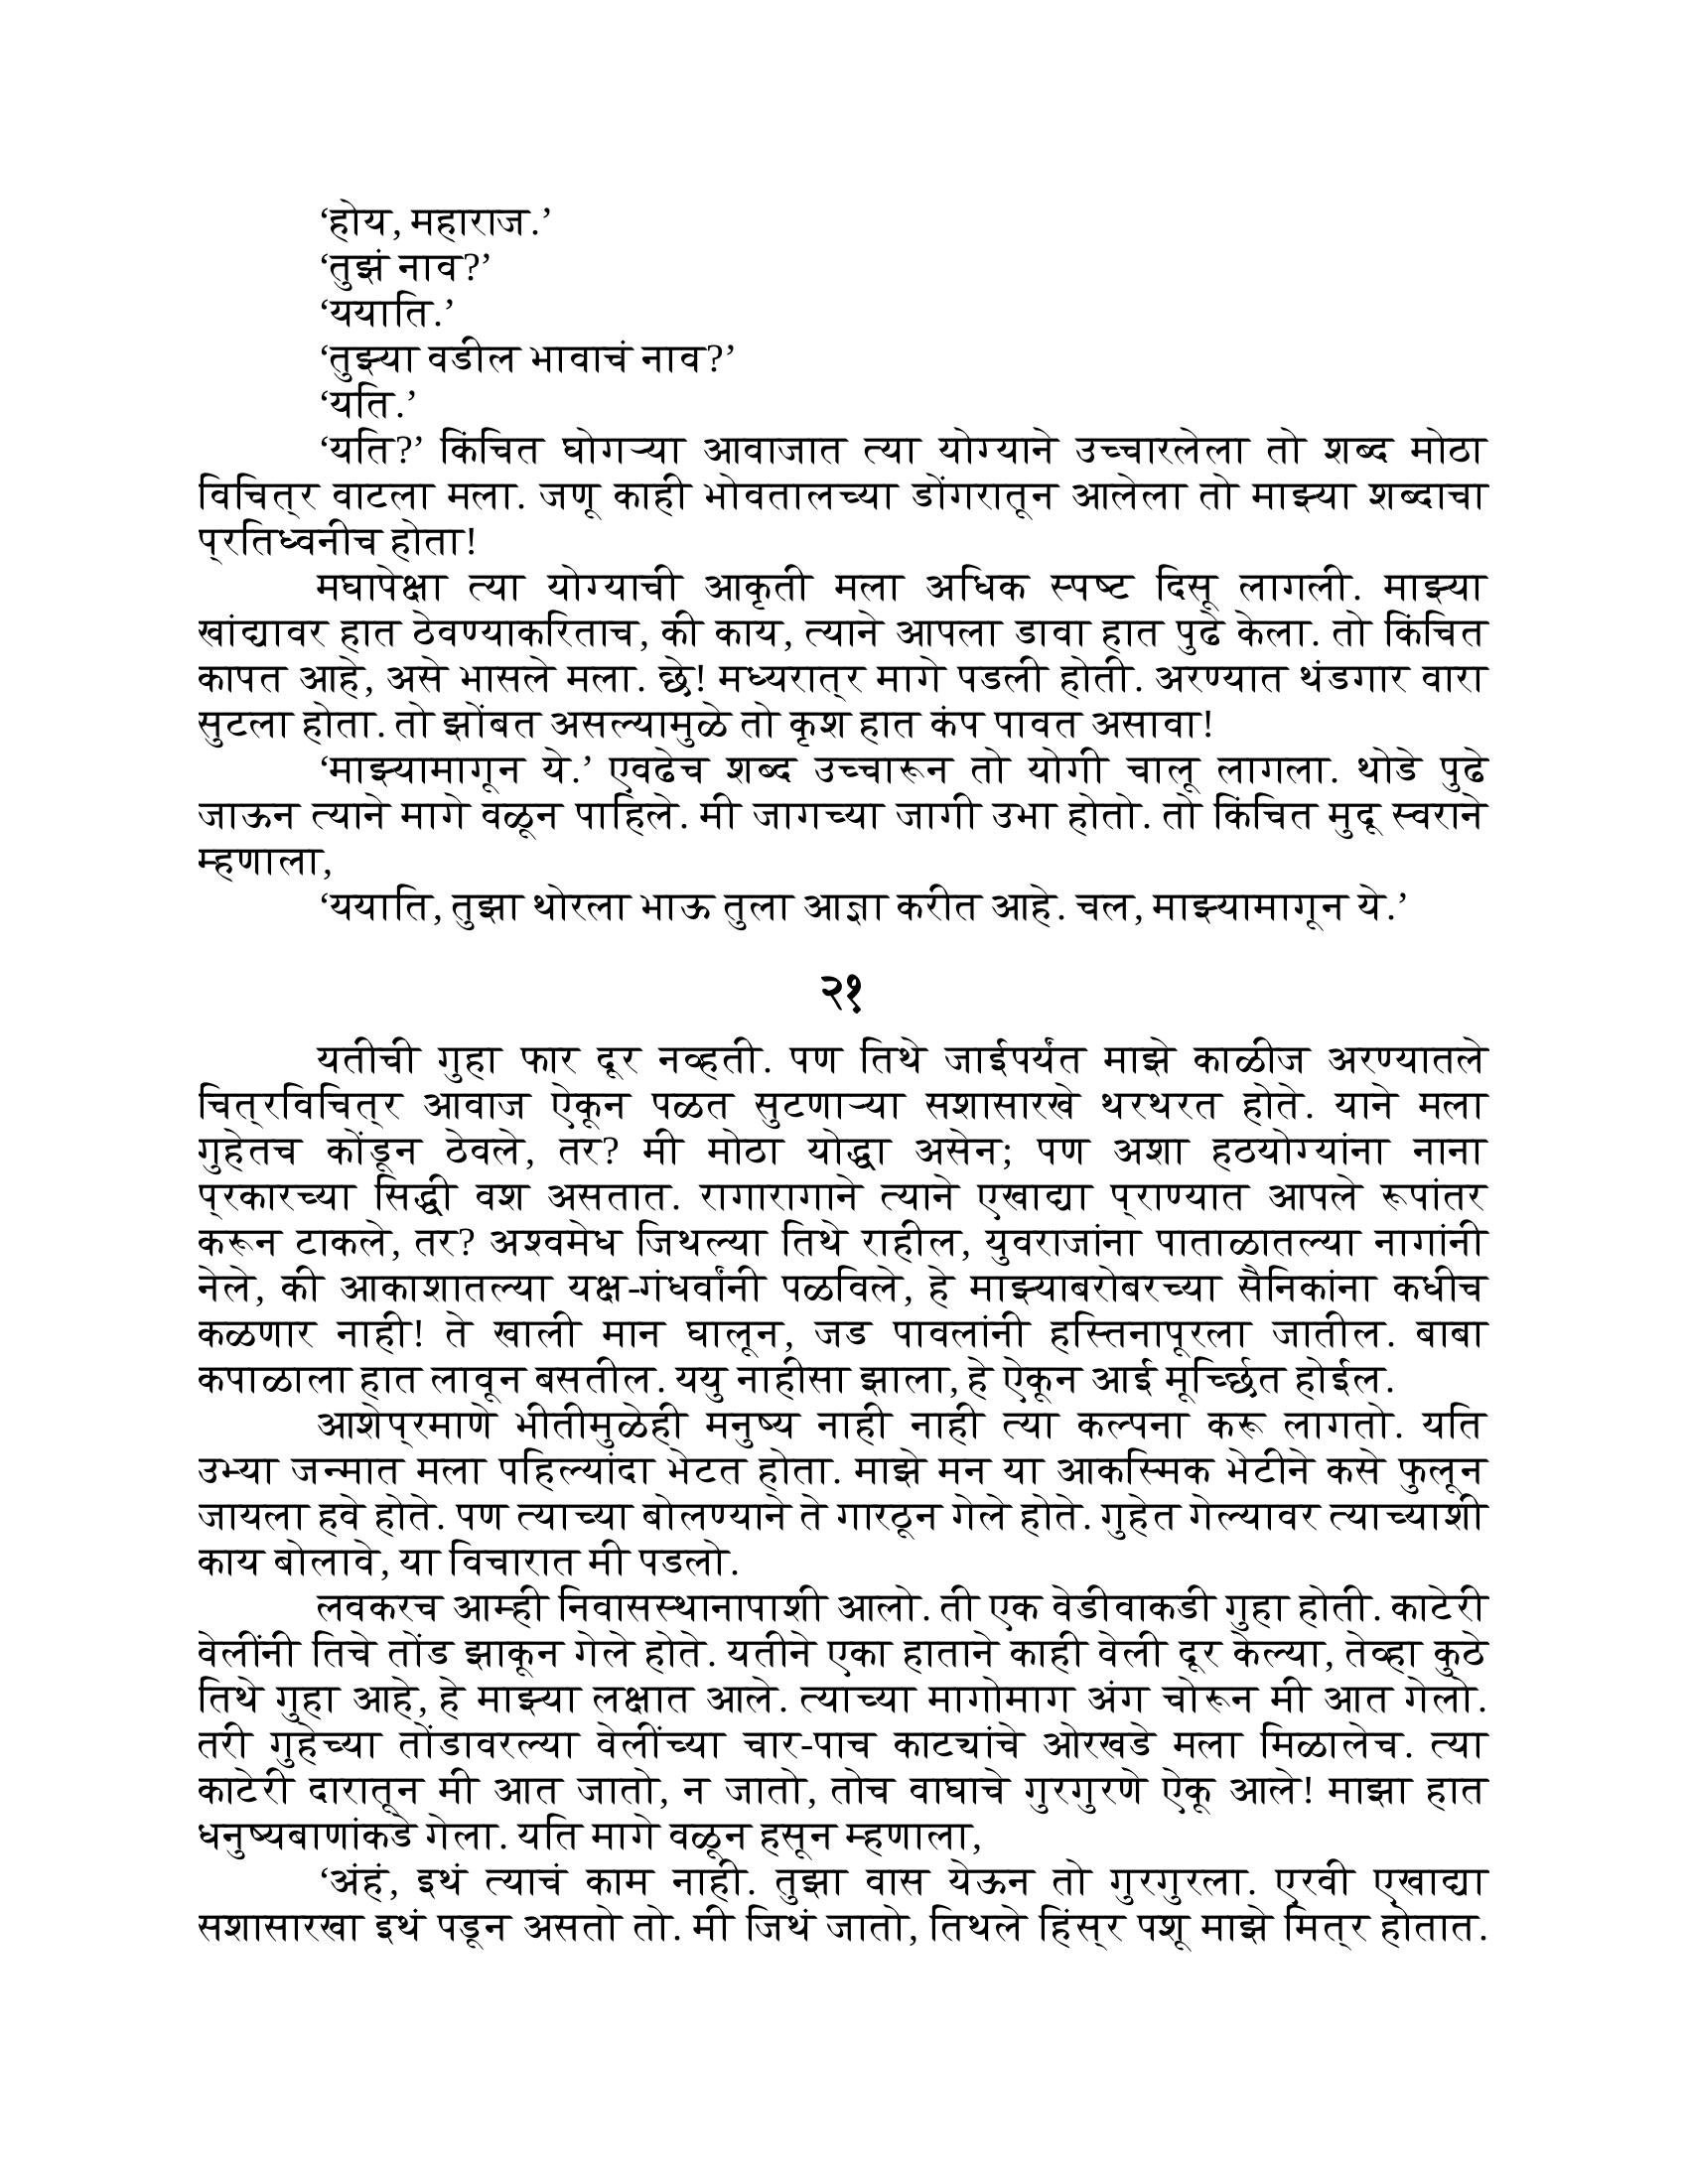 ‘होय, महाराज.’
‘तुझं नाव?’
‘ययाति.’
‘तुझ्या वडील भावाचं नाव?’
‘यति.’
‘यति?’ किंचित घोगऱ्या आवाजात त्या योग्याने उच्चारलेला तो शब्द मोठा
विचित्र वाटला मला. जणू काही भोवतालच्या डोंगरातून आलेला तो माझ्या शब्दाचा
प्रतिध्वनीच होता!
मघापेक्षा त्या योग्याची आकृती मला अधिक स्पष्ट दिसू लागली. माझ्या
खांद्यावर हात ठेवण्याकरिताच, की काय, त्याने आपला डावा हात पुढे केला. तो किंचित
कापत आहे, असे भासले मला. छे! मध्यरात्र मागे पडली होती. अरण्यात थंडगार वारा
सुटला होता. तो झोंबत असल्यामुळे तो कृश हात कंप पावत असावा!
‘माझ्यामागून ये.’ एवढेच शब्द उच्चारून तो योगी चालू लागला. थोडे पुढे
जाऊन त्याने मागे वळून पाहिले. मी जागच्या जागी उभा होतो. तो किंचित मुदू स्वराने
म्हणाला,
‘ययाति, तुझा थोरला भाऊ तुला आज्ञा करीत आहे. चल, माझ्यामागून ये.’
२१
यतीची गुहा फार दूर नव्हती. पण तिथे जाईपर्यंत माझे काळीज अरण्यातले
चित्रविचित्र आवाज ऐकून पळत सुटणाऱ्या सशासारखे थरथरत होते. याने मला
गुहेतच कोंडून ठेवले, तर? मी मोठा योद्धा असेन; पण अशा हठयोग्यांना नाना
प्रकारच्या सिद्धी वश असतात. रागारागाने त्याने एखाद्या प्राण्यात आपले रूपांतर
करून टाकले, तर? अश्वमेध जिथल्या तिथे राहील, युवराजांना पाताळातल्या नागांनी
नेले, की आकाशातल्या यक्ष-गंधर्वांनी पळविले, हे माझ्याबरोबरच्या सैनिकांना कधीच
कळणार नाही! ते खाली मान घालून, जड पावलांनी हस्तिनापूरला जातील. बाबा
कपाळाला हात लावून बसतील. ययु नाहीसा झाला, हे ऐकून आई मूर्च्छित होईल.
आशेप्रमाणे भीतीमुळेही मनुष्य नाही नाही त्या कल्पना करू लागतो. यति
उभ्या जन्मात मला पहिल्यांदा भेटत होता. माझे मन या आकस्मिक भेटीने कसे फुलून
जायला हवे होते. पण त्याच्या बोलण्याने ते गारठून गेले होते. गुहेत गेल्यावर त्याच्याशी
काय बोलावे, या विचारात मी पडलो.
लवकरच आम्ही निवासस्थानापाशी आलो. ती एक वेडीवाकडी गुहा होती. काटेरी
वेलींनी तिचे तोंड झाकून गेले होते. यतीने एका हाताने काही वेली दूर केल्या, तेव्हा कुठे
तिथे गुहा आहे, हे माझ्या लक्षात आले. त्याच्या मागोमाग अंग चोरून मी आत गेलो.
तरी गुहेच्या तोंडावरल्या वेलींच्या चार-पाच काट्यांचे ओरखडे मला मिळालेच. त्या
काटेरी दारातून मी आत जातो, न जातो, तोच वाघाचे गुरगुरणे ऐकू आले! माझा हात
धनुष्यबाणांकडे गेला. यति मागे वळून हसून म्हणाला,
‘अंहं, इथं त्याचं काम नाही. तुझा वास येऊन तो गुरगुरला. एरवी एखाद्या
सशासारखा इथं पडून असतो तो. मी जिथं जातो, तिथले हिंस्र पशू माझे मित्र होतात.